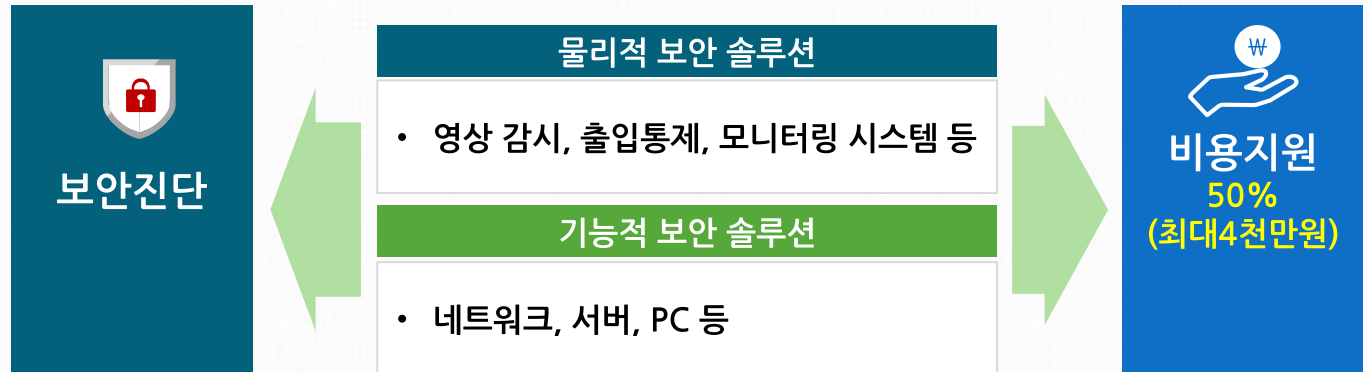 보안진단
물리적 보안 솔루션
• 영상 감시, 출입통제, 모니터링 시스템 등
기능적 보안 솔루션
• 네트워크, 서버, PC 등
₩
비용지원
50%
(최대4천만원)